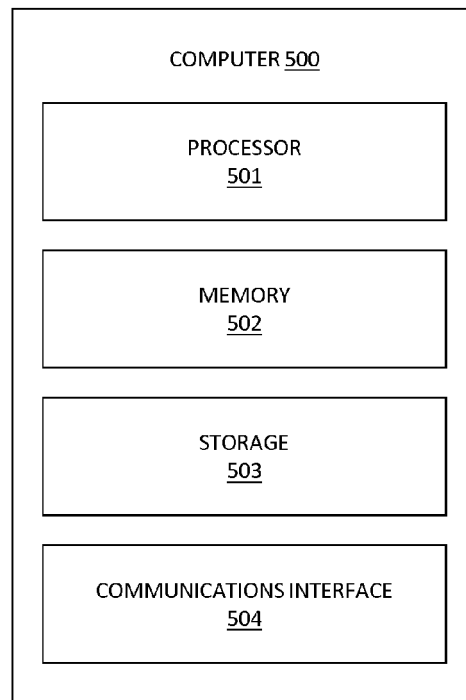 COMPUTER 500
PROCESSOR
501
MEMORY
502
STORAGE
503
COMMUNICATIONS INTERFACE
504